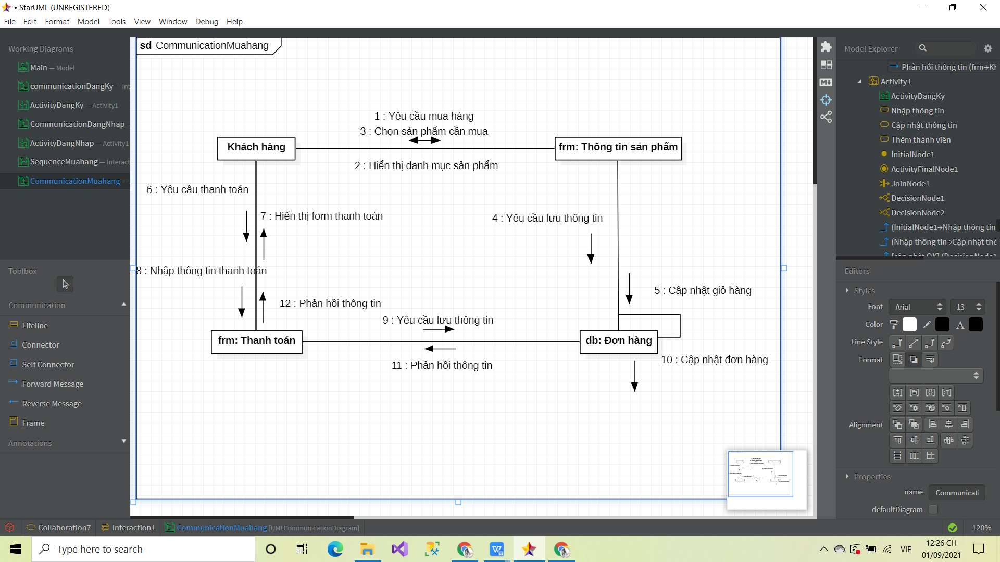 • StarUML (UNREGISTERED)
File Edit Format Model Tools View Window Debug Help
Working Diagrams
Main — Model
communicationDangKy — Int
ActivityDangKy — Activity1
CommunicationDangNhap —
ActivityDangNhap — Activity1
SequenceMuahang — Interact
CommunicationMuahang —
Toolbox
Communication
Lifeline
Connector
Self Connector
Forward Message
Reverse Message
Frame
Annotations
sd CommunicationMuahang
1 : Yêu cầu mua hàng
3 : Chọn sản phẩm cần mua
Khách hàng
frm: Thông tin sản phẩm
2 : Hiển thị danh mục sản phẩm
6 : Yêu cầu thanh toán
7 : Hiển thị form thanh toán
4 : Yêu cầu lưu thông tin
8 : Nhập thông tin thanh toán
5 : Câp nhật giỏ hàng
12 : Phản hồi thông tin
9 : Yêu cầu lưu thông tin
frm: Thanh toán
db: Đơn hàng
10 : Cập nhật đơn hàng
11 : Phản hồi thông tin
Model Explorer
Phản hồi thông tin (frm→Kh
Activity1
ActivityDangKy
Nhập thông tin
Cập nhật thông tin
Thêm thành viên
InitialNode1
ActivityFinalNode1
JoinNode1
DecisionNode1
DecisionNode2
(InitialNode1→Nhập thông tin
(Nhập thông tin→Cập nhật thô
Editors
Styles
Font Arial 13
Color A
Line Style
Format
Alignment
Properties
name Communicati
defaultDiagram
Collaboration7 Interaction1 CommunicationMuahang [UMLCommunicationDiagram] 120%
Type here to search
VIE
12:26 CH
01/09/2021